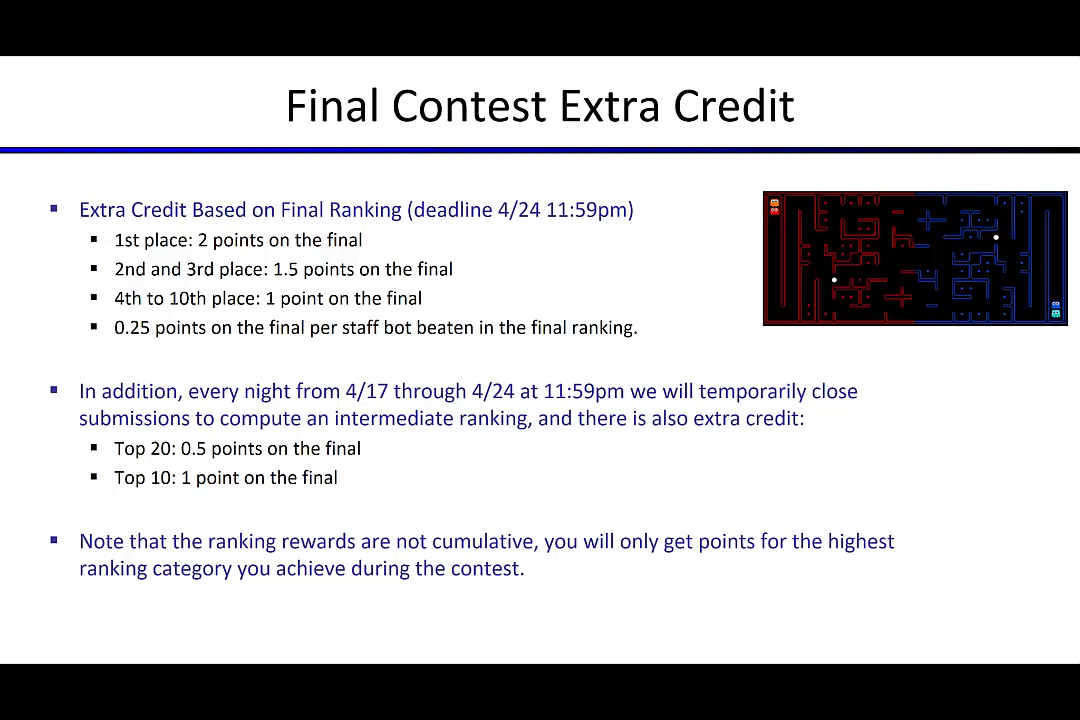 Final Contest Extra Credit
Extra Credit Based on Final Ranking (deadline 4/24 11:59pm)
1st place: 2 points on the final
2nd and 3rd place: 1.5 points on the final
4th to 10th place: 1 point on the final
0.25 points on the final per staff bot beaten in the final ranking.
In addition, every night from 4/17 through 4/24 at 11:59pm we will temporarily close
submissions to compute an intermediate ranking, and there is also extra credit:
Top 20: 0.5 points on the final
Top 10: 1 point on the final
Note that the ranking rewards are not cumulative, you will only get points for the highest
ranking category you achieve during the contest.